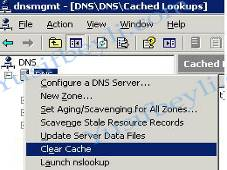 dnsmgmt - [DNS\DNS\Cached Lookups]
File Action View Window Help
DNS Cached
DNS
Configure a DNS Server...
New Zone...
Set Aging/Scavenging for All Zones...
Scavenge Stale Resource Records
Update Server Data Files
Clear Cache
Launch nslookup